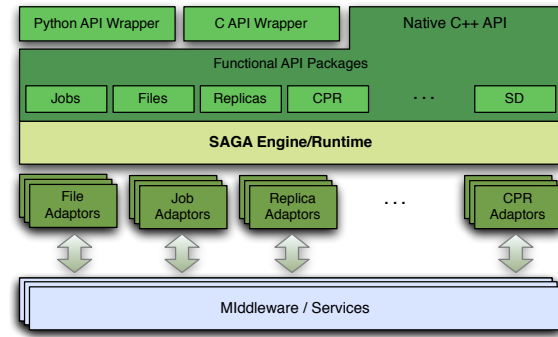 Python API Wrapper C API Wrapper Native C++ API
Functional API Packages
Jobs Files Replicas CPR ... SD
SAGA Engine/Runtime
File Adaptors
Job Adaptors
Replica Adaptors
...
CPR Adaptors
MIddleware / Services